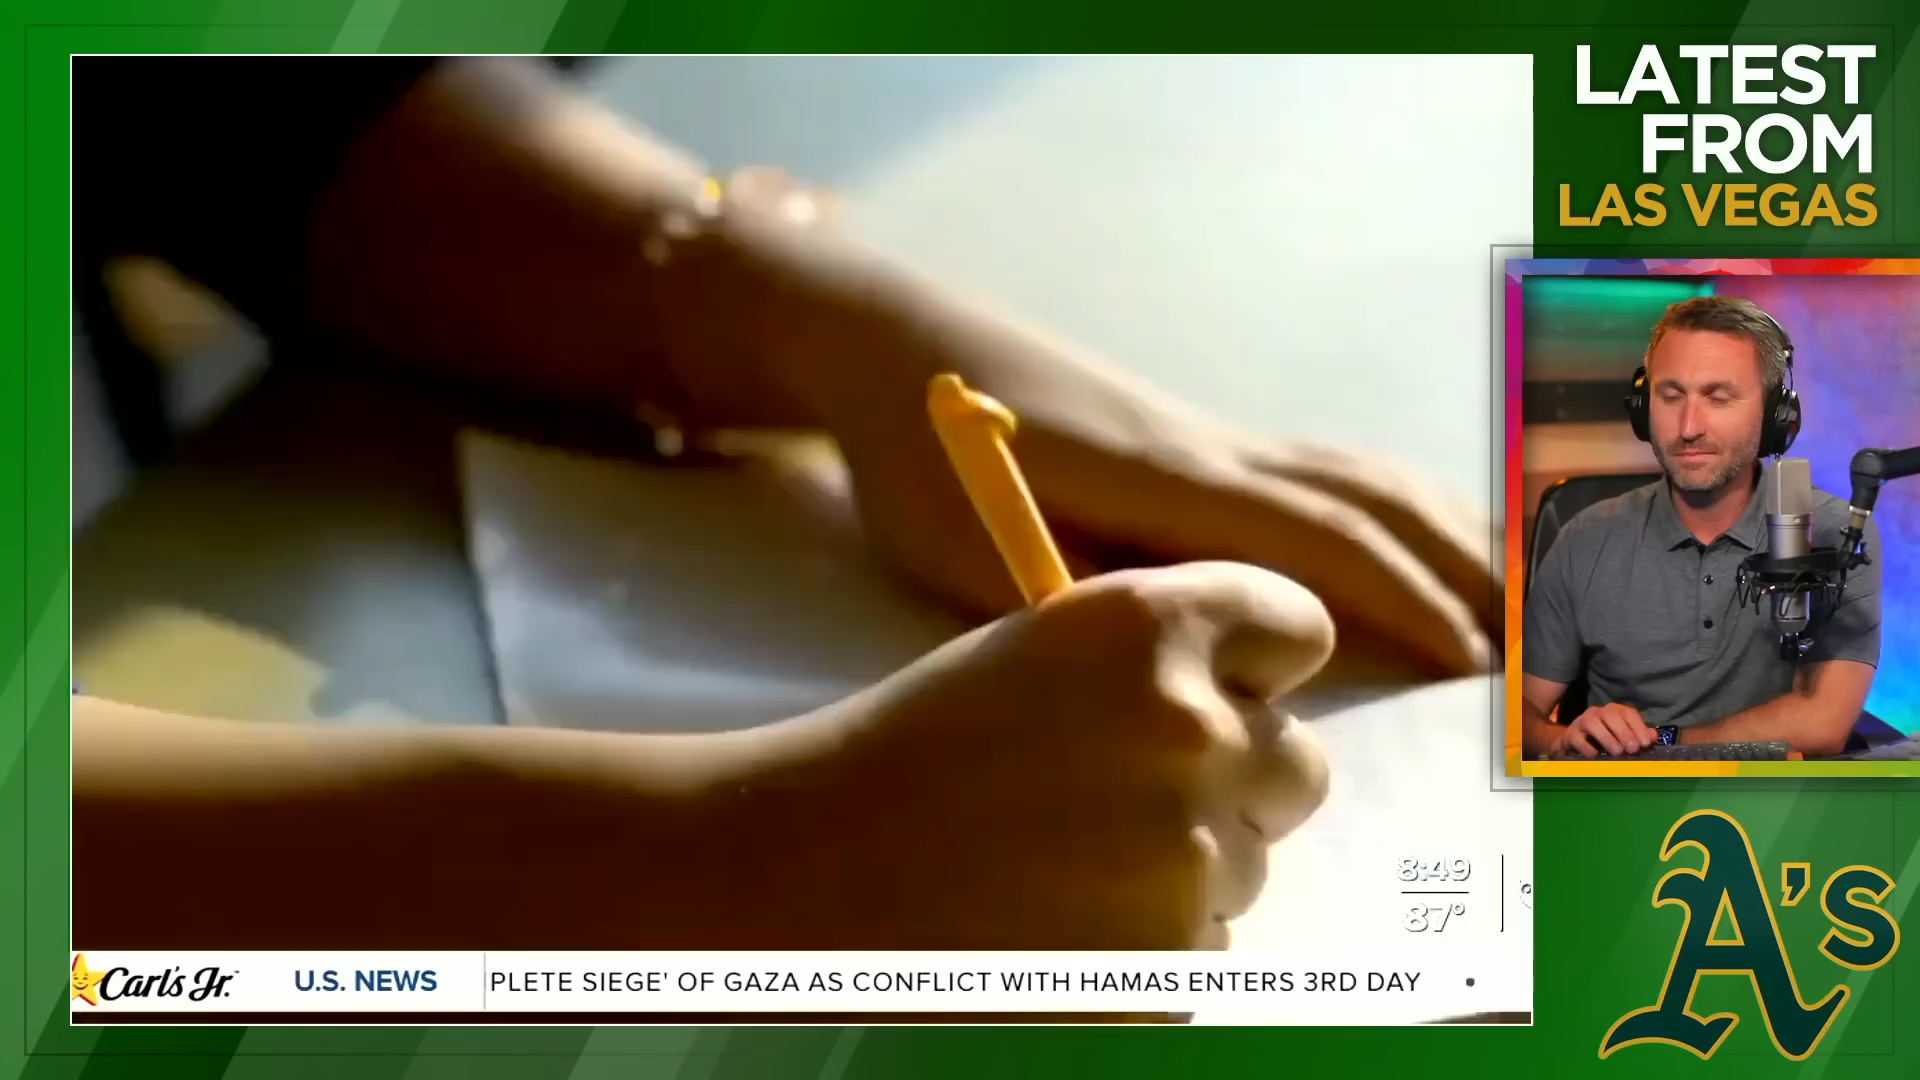 LATEST
FROM
LAS VEGAS
8:49
87°
Carl's Jr.
U.S. NEWS
PLETE SIEGE' OF GAZA AS CONFLICT WITH HAMAS ENTERS 3RD DAY •
A's